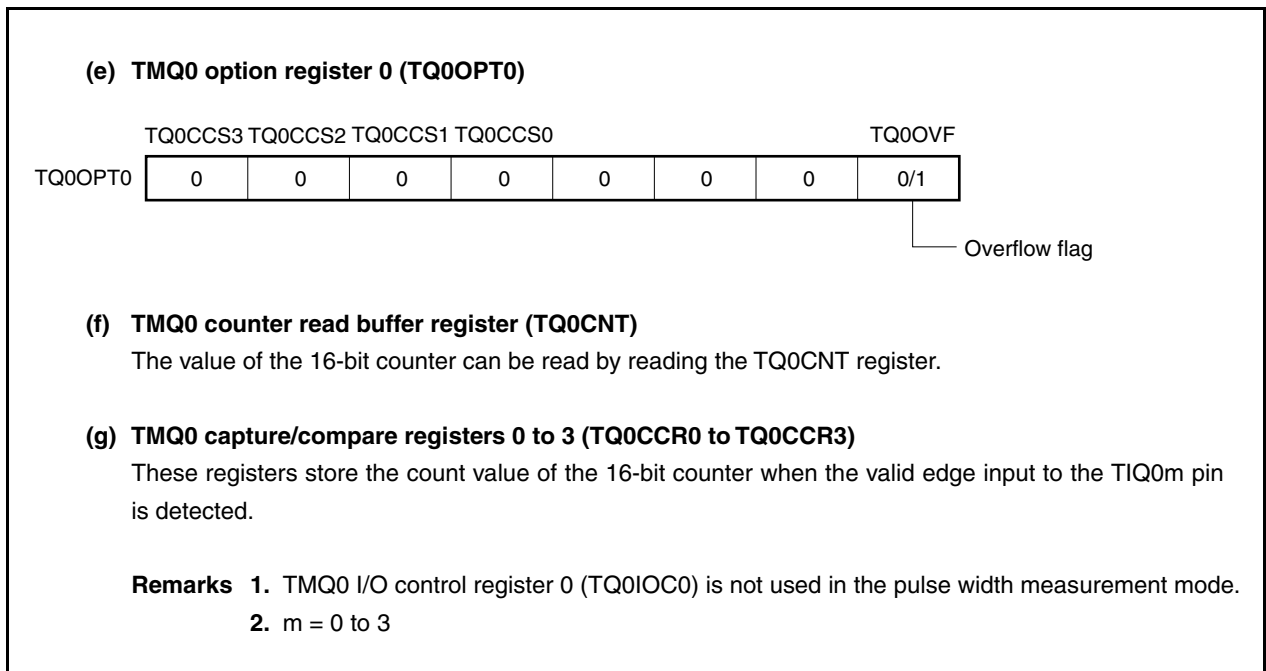 (e) TMQ0 option register 0 (TQ0OPT0)
TQ0CCS3 TQ0CCS2 TQ0CCS1 TQ0CCS0 TQ0OVF
TQ0OPT0 0 0 0 0 0 0 0 0/1
Overflow flag
(f) TMQ0 counter read buffer register (TQ0CNT)
The value of the 16-bit counter can be read by reading the TQ0CNT register.
(g) TMQ0 capture/compare registers 0 to 3 (TQ0CCR0 to TQ0CCR3)
These registers store the count value of the 16-bit counter when the valid edge input to the TIQ0m pin
is detected.
Remarks 1. TMQ0 I/O control register 0 (TQ0IOC0) is not used in the pulse width measurement mode.
2. m = 0 to 3